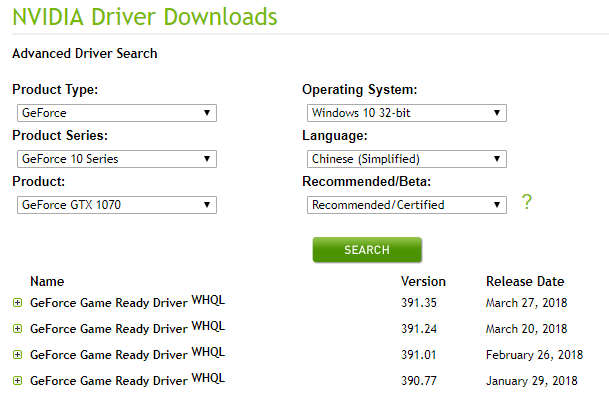 NVIDIA Driver Downloads
Advanced Driver Search
Product Type: Operating System:
GeForce Windows 10 32-bit
Product Series: Language:
GeForce 10 Series Chinese (Simplified)
Product: Recommended/Beta:
GeForce GTX 1070 Recommended/Certified ?
SEARCH
Name Version Release Date
GeForce Game Ready Driver WHQL 391.35 March 27, 2018
GeForce Game Ready Driver WHQL 391.24 March 20, 2018
GeForce Game Ready Driver WHQL 391.01 February 26, 2018
GeForce Game Ready Driver WHQL 390.77 January 29, 2018